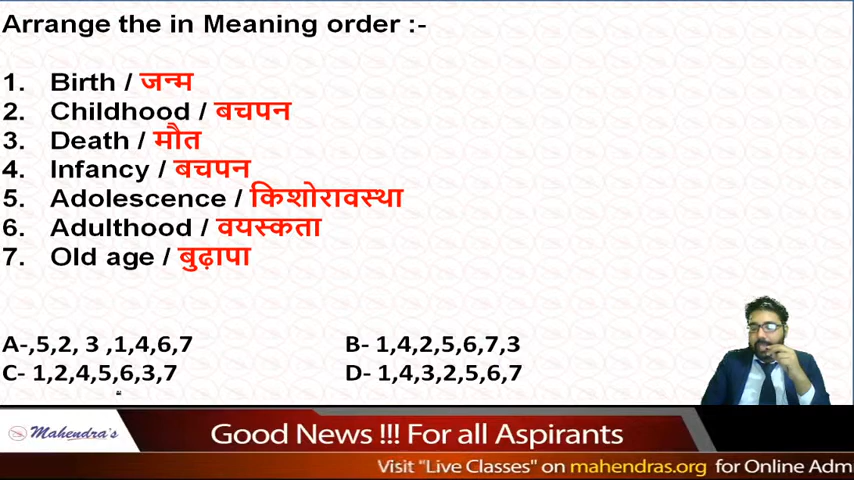 Arrange the in Meaning order :-
1. Birth / जन्म
2. Childhood / बचपन
3. Death / मौत
4. Infancy / बचपन
5. Adolescence / किशोरावस्था
6. Adulthood / वयस्कता
7. Old age / बुढ़ापा
A-,5,2, 3 ,1,4,6,7
B- 1,4,2,5,6,7,3
C- 1,2,4,5,6,3,7
D- 1,4,3,2,5,6,7
Mahendra's
Good News !!! For all Aspirants
Visit "Live Classes" on mahendras.org for Online Adm